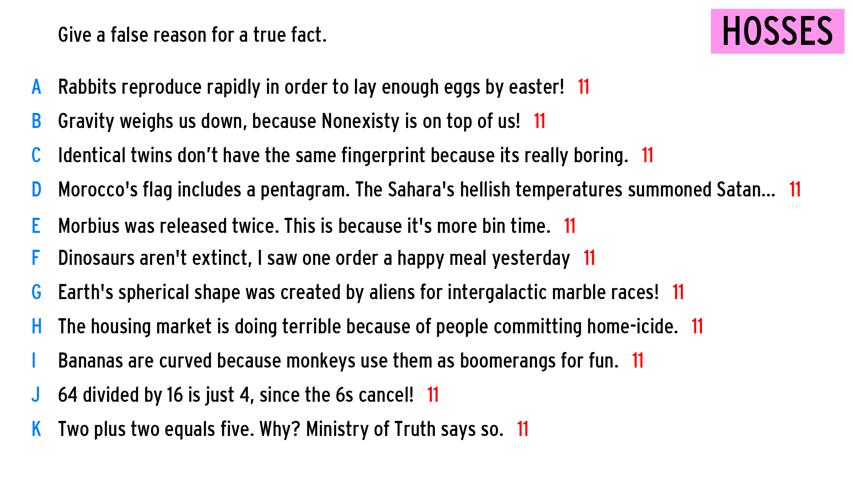 Give a false reason for a true fact.
HOSSES
A Rabbits reproduce rapidly in order to lay enough eggs by easter! 11
B Gravity weighs us down, because Nonexisty is on top of us! 11
C Identical twins don't have the same fingerprint because its really boring. 11
D Morocco's flag includes a pentagram. The Sahara's hellish temperatures summoned Satan... 11
E Morbius was released twice. This is because it's more bin time. 11
F Dinosaurs aren't extinct, I saw one order a happy meal yesterday 11
G Earth's spherical shape was created by aliens for intergalactic marble races! 11
H The housing market is doing terrible because of people committing home-icide. 11
I Bananas are curved because monkeys use them as boomerangs for fun. 11
J 64 divided by 16 is just 4, since the 6s cancel! 11
K Two plus two equals five. Why? Ministry of Truth says so. 11